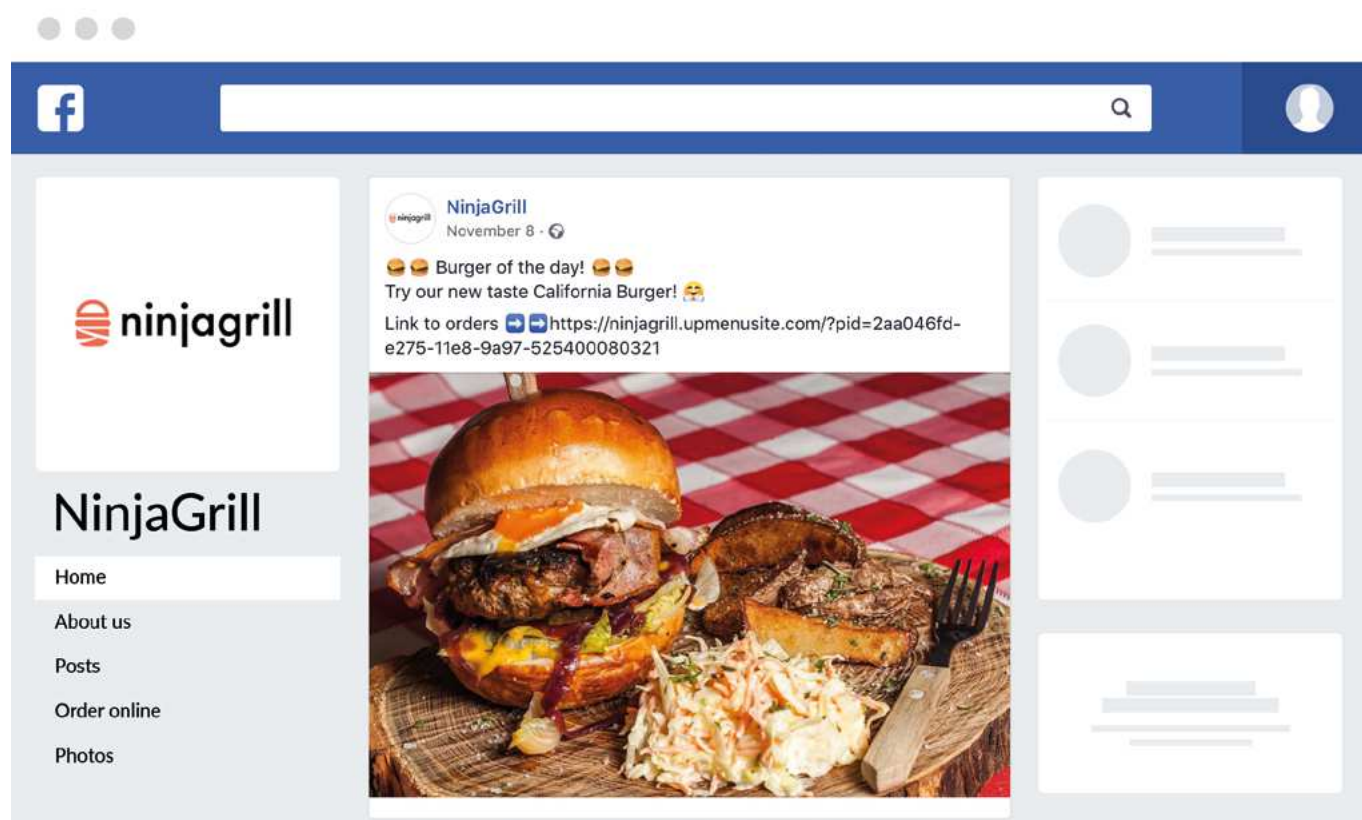 ninjagrill
NinjaGrill
Home
About us
Posts
Order online
Photos
ninjagrill
NinjaGrill
November 8 ·
🍔🍔 Burger of the day! 🍔🍔
Try our new taste California Burger! 🤗
Link to orders ➡️➡️https://ninjagrill.upmenusite.com/?pid=2aa046fd-
e275-11e8-9a97-525400080321